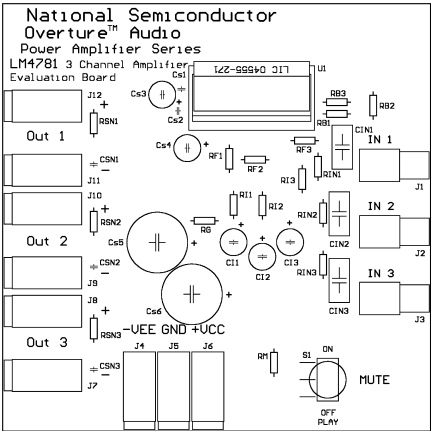 National Semiconductor
Overture™ Audio
Power Amplifier Series
LM4781 3 Channel Amplifier
Evaluation Board
Cs1
LIC 04555-271
U1
J12
Cs3
RB3
RB2
RSN1
Cs2
RB1
CIN1
Out 1
Cs4
RF3
IN 1
RF1
RF2
CSN1
RI3
RIN1
J11
J1
J10
RI1
RI2
IN 2
RSN2
RG
RIN2
Out 2
Cs5
CI1
CI3
CIN2
J2
CSN2
CI2
RIN3
J9
IN 3
J8
Cs6
CIN3
-VEE GND +VCC
J3
Out 3
RSN3
J4
J5
J6
RM
S1
ON
CSN3
MUTE
J7
OFF
PLAY